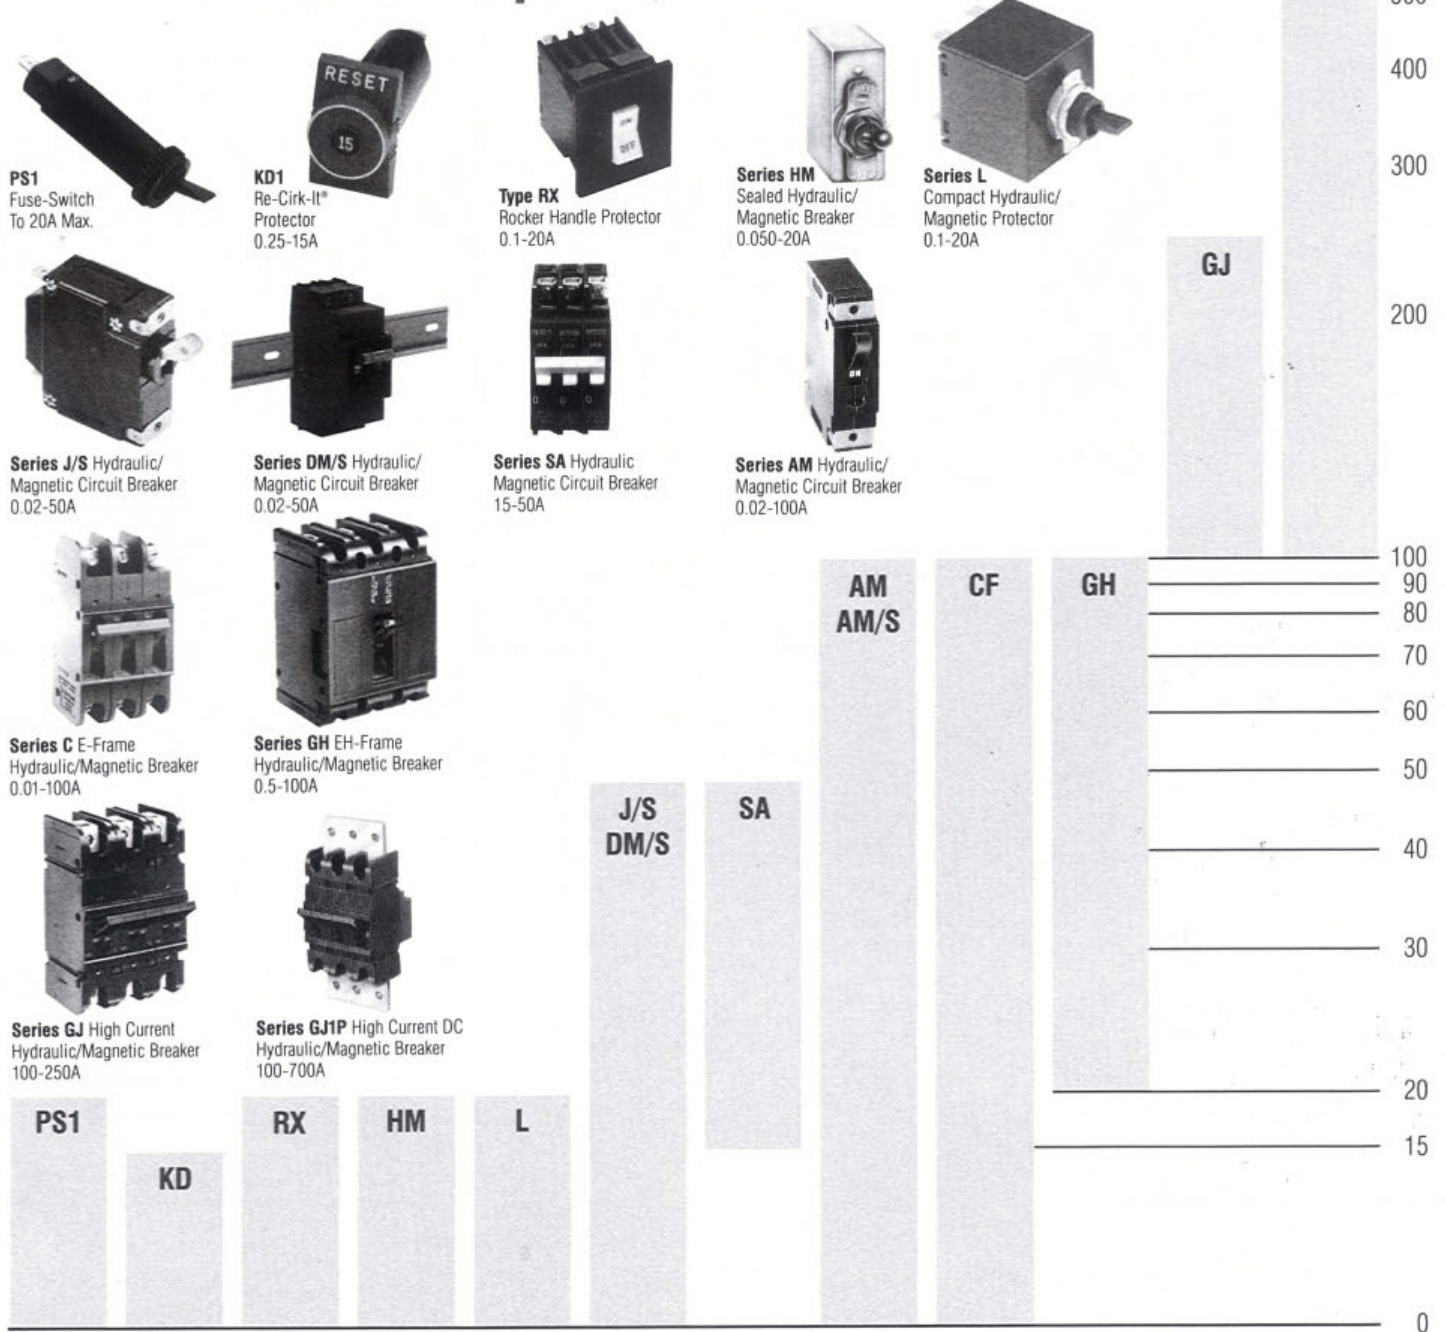 PS1
Fuse-Switch
To 20A Max.
RESET
15
KD1
Re-Cirk-It®
Protector
0.25-15A
ON
OFF
Type RX
Rocker Handle Protector
0.1-20A
Series HM
Sealed Hydraulic/
Magnetic Breaker
0.050-20A
Series L
Compact Hydraulic/
Magnetic Protector
0.1-20A
Series J/S Hydraulic/
Magnetic Circuit Breaker
0.02-50A
Series DM/S Hydraulic/
Magnetic Circuit Breaker
0.02-50A
0 0
Series SA Hydraulic
Magnetic Circuit Breaker
15-50A
ON
Series AM Hydraulic/
Magnetic Circuit Breaker
0.02-100A
Series C E-Frame
Hydraulic/Magnetic Breaker
0.01-100A
Series GH EH-Frame
Hydraulic/Magnetic Breaker
0.5-100A
Series GJ High Current
Hydraulic/Magnetic Breaker
100-250A
Series GJ1P High Current DC
Hydraulic/Magnetic Breaker
100-700A
PS1
KD
RX
HM
L
J/S
DM/S
SA
AM
AM/S
CF
GH
GJ
400
300
200
100
90
80
70
60
50
40
30
20
15
0